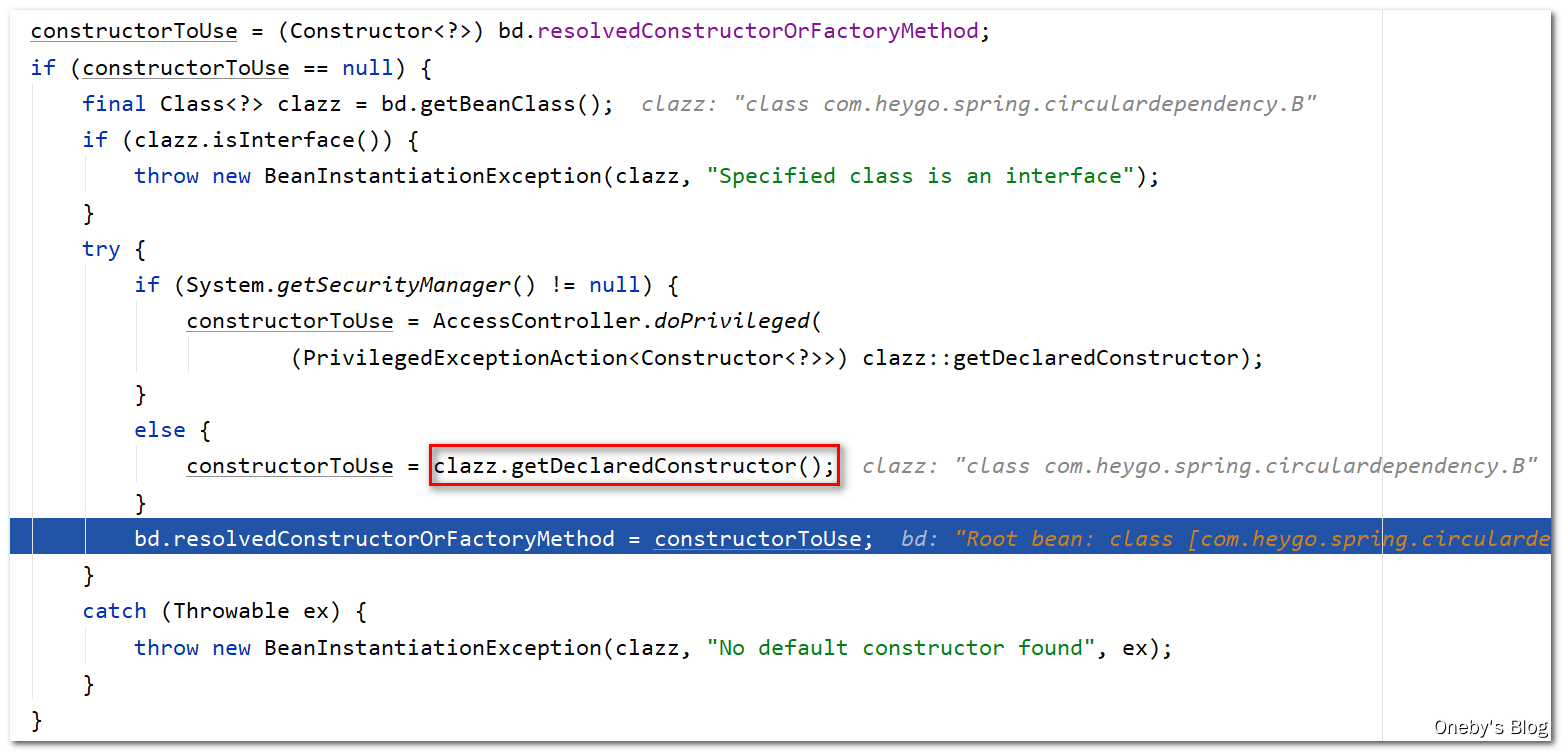 constructorToUse = (Constructor<?>) bd.resolvedConstructorOrFactoryMethod;
if (constructorToUse == null) {
final Class<?> clazz = bd.getBeanClass();  clazz: "class com.heygo.spring.circulardependency.B"
if (clazz.isInterface()) {
throw new BeanInstantiationException(clazz, "Specified class is an interface");
}
try {
if (System.getSecurityManager() != null) {
constructorToUse = AccessController.doPrivileged(
(PrivilegedExceptionAction<Constructor<?>>) clazz::getDeclaredConstructor);
}
else {
constructorToUse = clazz.getDeclaredConstructor();  clazz: "class com.heygo.spring.circulardependency.B"
}
bd.resolvedConstructorOrFactoryMethod = constructorToUse;  bd: "Root bean: class [com.heygo.spring.circularde
}
catch (Throwable ex) {
throw new BeanInstantiationException(clazz, "No default constructor found", ex);
}
}
Oneby's Blog